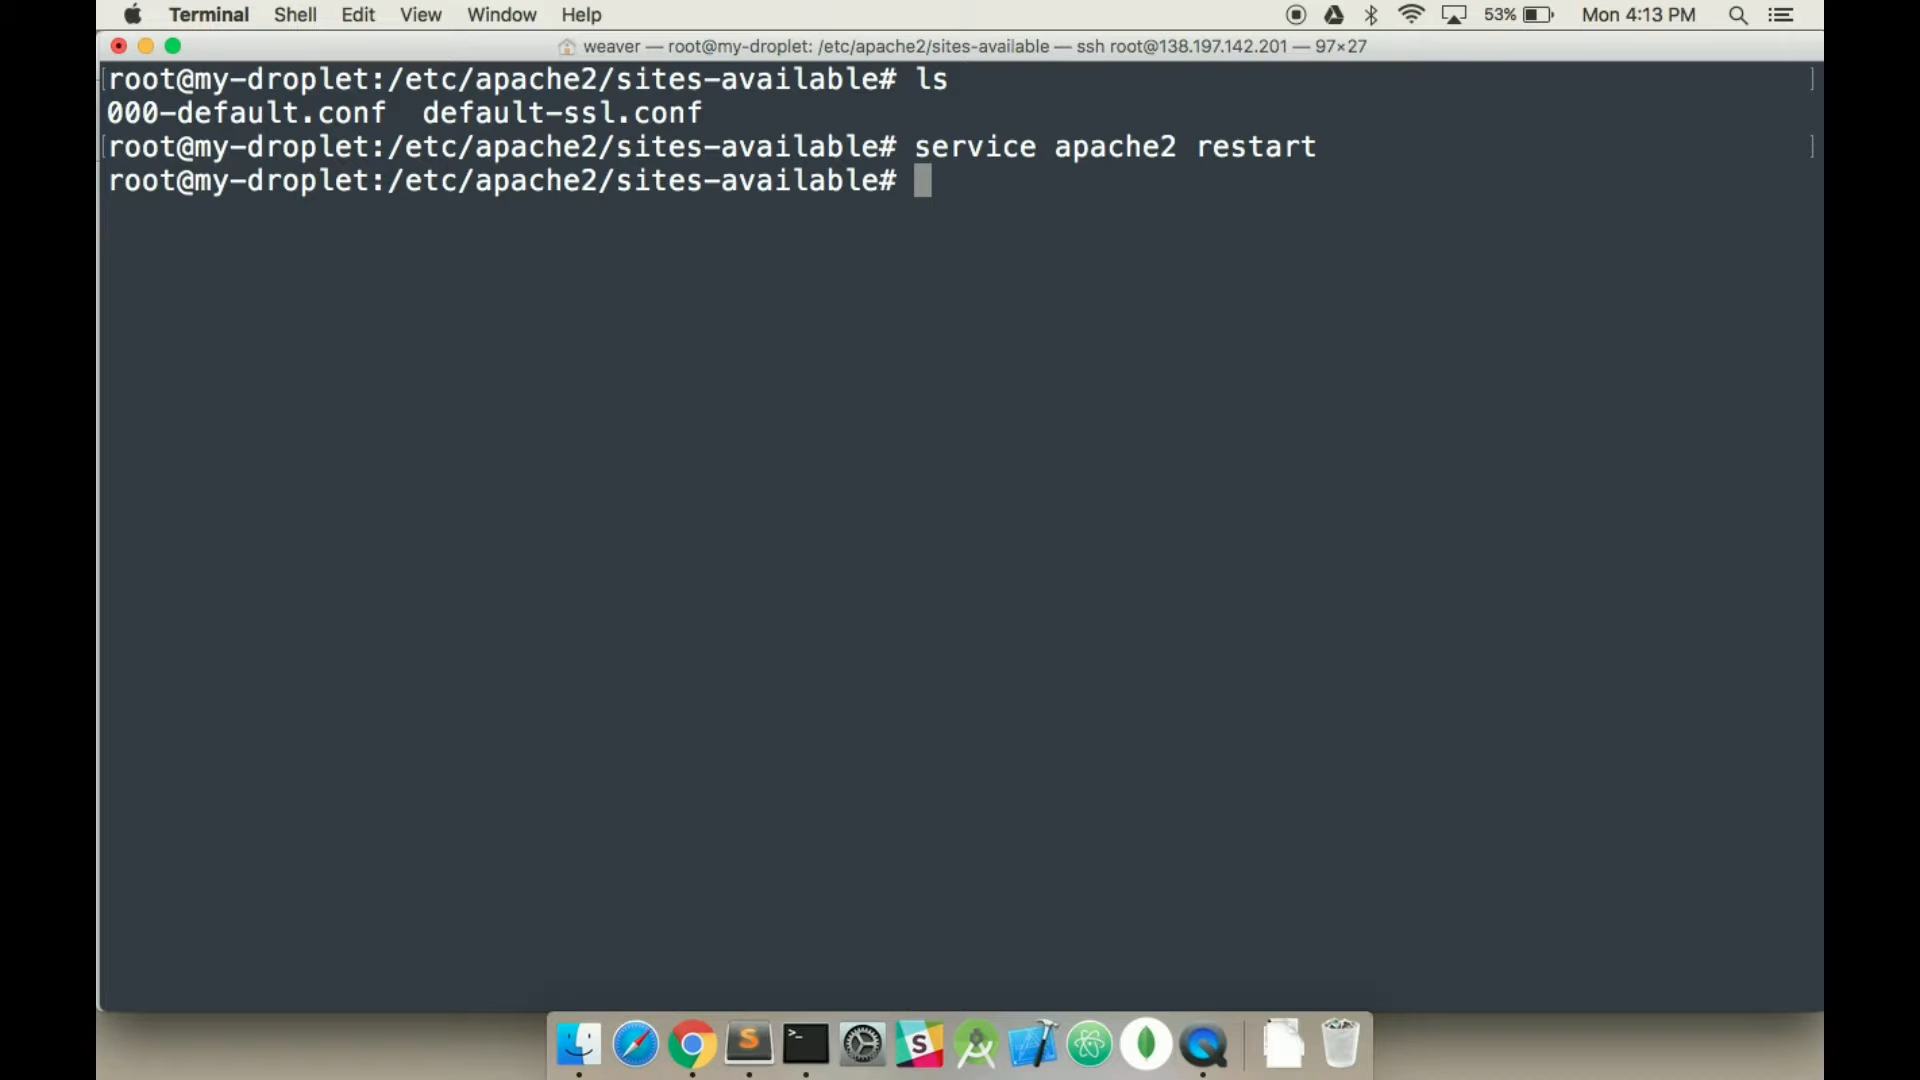 Terminal Shell Edit View Window Help 53% Mon 4:13 PM
weaver — root@my-droplet: /etc/apache2/sites-available — ssh root@138.197.142.201 — 97×27
root@my-droplet:/etc/apache2/sites-available# ls
000-default.conf default-ssl.conf
root@my-droplet:/etc/apache2/sites-available# service apache2 restart
root@my-droplet:/etc/apache2/sites-available#